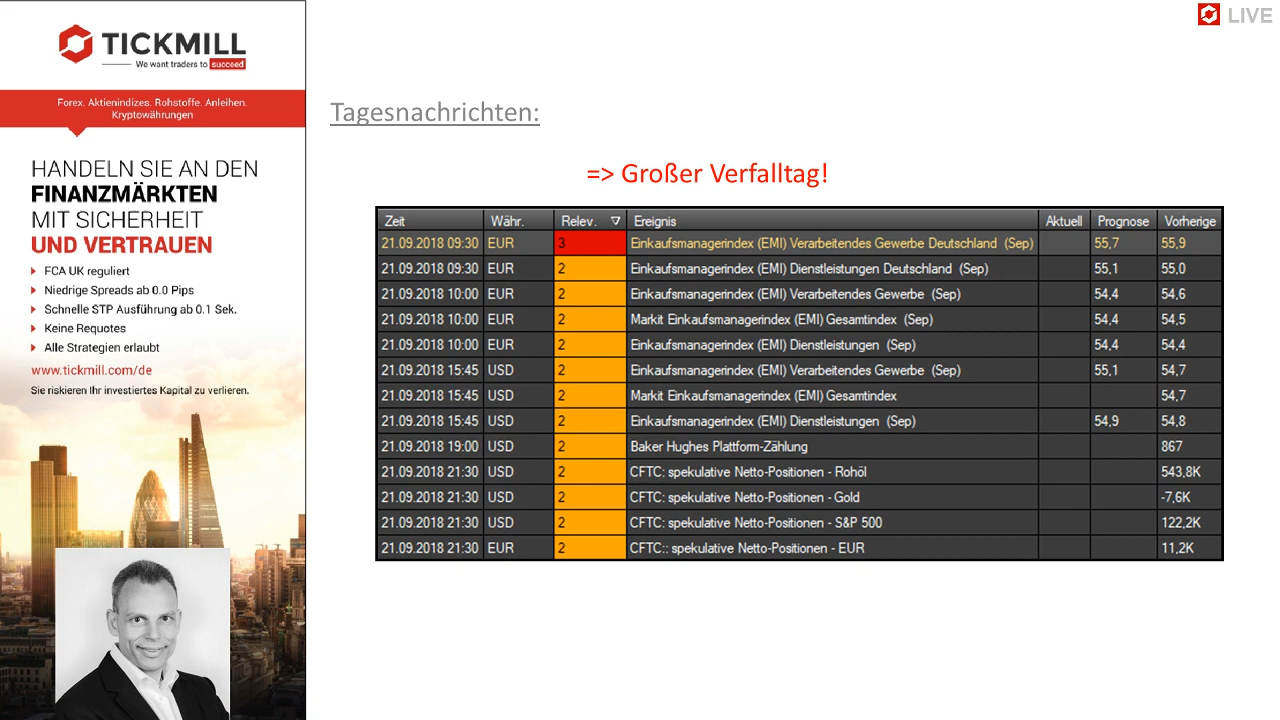 TICKMILL
We want traders to succeed
Forex. Aktienindizes. Rohstoffe. Anleihen.
Kryptowährungen
HANDELN SIE AN DEN
FINANZMÄRKTEN
MIT SICHERHEIT
UND VERTRAUEN
FCA UK reguliert
Niedrige Spreads ab 0.0 Pips
Schnelle STP Ausführung ab 0.1 Sek.
Keine Requotes
Alle Strategien erlaubt
www.tickmill.com/de
Sie riskieren Ihr investiertes Kapital zu verlieren.
LIVE
Tagesnachrichten:
=> Großer Verfalltag!
Zeit Währ. Relev. Ereignis Aktuell Prognose Vorherige
21.09.2018 09:30 EUR 3 Einkaufsmanagerindex (EMI) Verarbeitendes Gewerbe Deutschland (Sep) 55,7 55,9
21.09.2018 09:30 EUR 2 Einkaufsmanagerindex (EMI) Dienstleistungen Deutschland (Sep) 55,1 55,0
21.09.2018 10:00 EUR 2 Einkaufsmanagerindex (EMI) Verarbeitendes Gewerbe (Sep) 54,4 54,6
21.09.2018 10:00 EUR 2 Markit Einkaufsmanagerindex (EMI) Gesamtindex (Sep) 54,4 54,5
21.09.2018 10:00 EUR 2 Einkaufsmanagerindex (EMI) Dienstleistungen (Sep) 54,4 54,4
21.09.2018 15:45 USD 2 Einkaufsmanagerindex (EMI) Verarbeitendes Gewerbe (Sep) 55,1 54,7
21.09.2018 15:45 USD 2 Markit Einkaufsmanagerindex (EMI) Gesamtindex 54,7
21.09.2018 15:45 USD 2 Einkaufsmanagerindex (EMI) Dienstleistungen (Sep) 54,9 54,8
21.09.2018 19:00 USD 2 Baker Hughes Plattform-Zählung 867
21.09.2018 21:30 USD 2 CFTC: spekulative Netto-Positionen - Rohöl 543,8K
21.09.2018 21:30 USD 2 CFTC: spekulative Netto-Positionen - Gold -7,6K
21.09.2018 21:30 USD 2 CFTC: spekulative Netto-Positionen - S&P 500 122,2K
21.09.2018 21:30 EUR 2 CFTC:: spekulative Netto-Positionen - EUR 11,2K